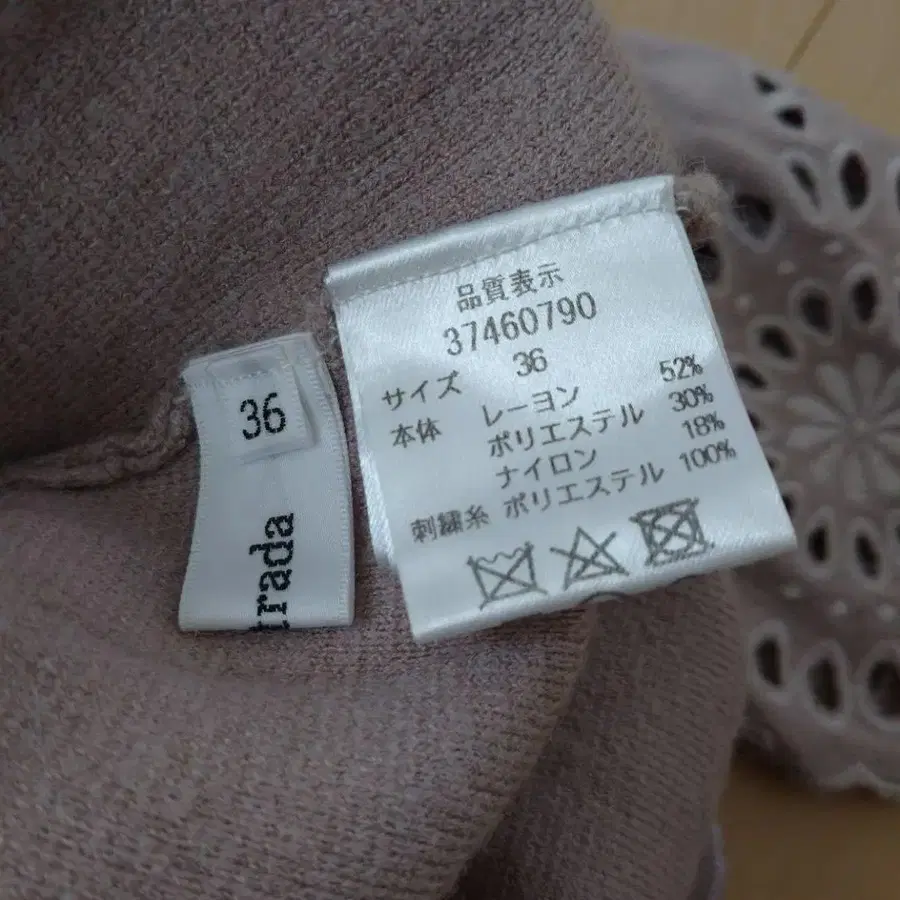 36
trada
品質表示
37460790
サイズ 36
本体 レーヨン 52%
ポリエステル 30%
ナイロン 18%
刺繍糸 ポリエステル 100%